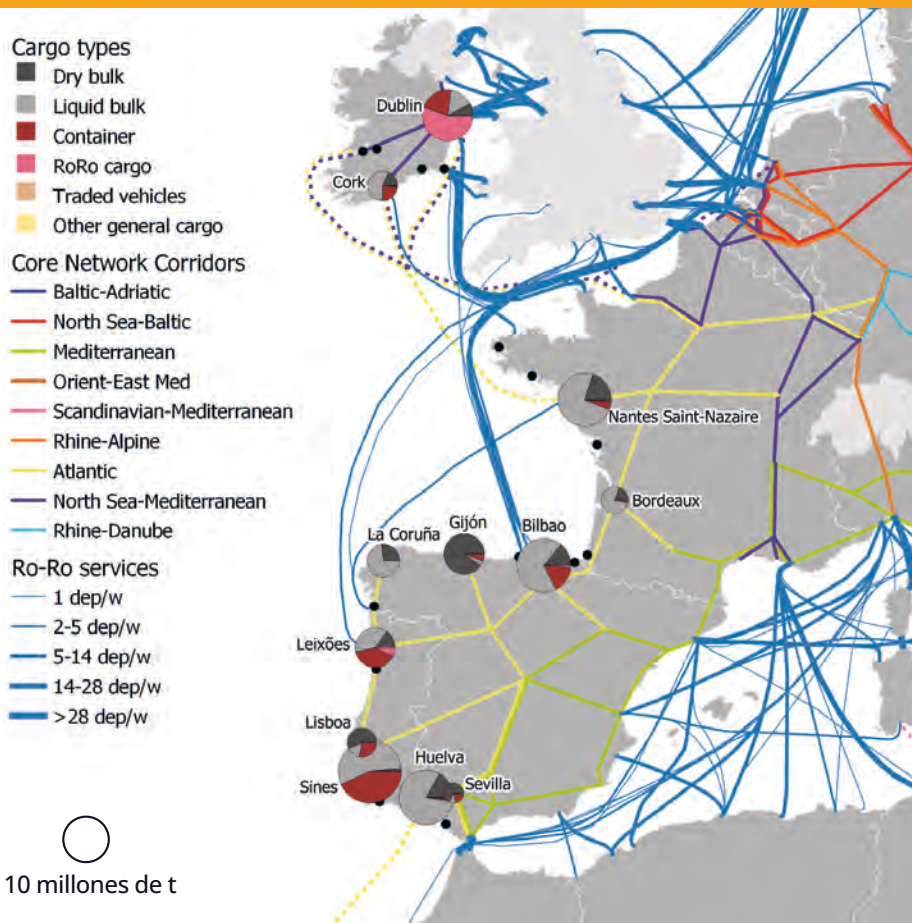 Cargo types
Dry bulk
Liquid bulk
Container
RoRo cargo
Traded vehicles
Other general cargo
Core Network Corridors
Baltic-Adriatic
North Sea-Baltic
Mediterranean
Orient-East Med
Scandinavian-Mediterranean
Rhine-Alpine
Atlantic
North Sea-Mediterranean
Rhine-Danube
Ro-Ro services
1 dep/w
2-5 dep/w
5-14 dep/w
14-28 dep/w
>28 dep/w
10 millones de t
Dublin
Cork
Nantes Saint-Nazaire
Bordeaux
La Coruña
Gijón
Bilbao
Leixões
Lisboa
Huelva
Sines
Sevilla